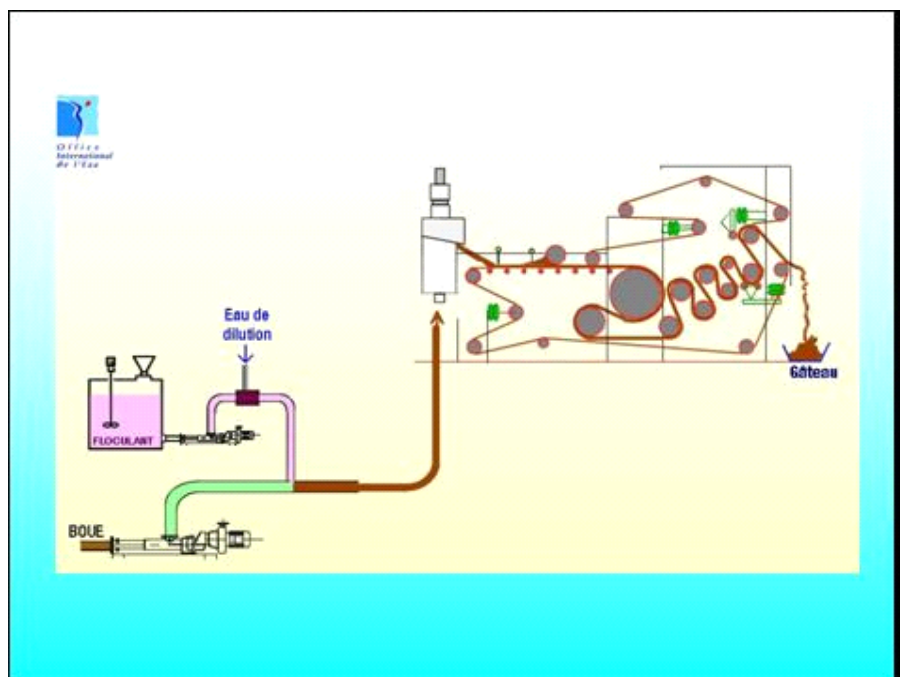 Office
International
de l'Eau
Eau de
dilution
FLOCULANT
BOUE
Gâteau